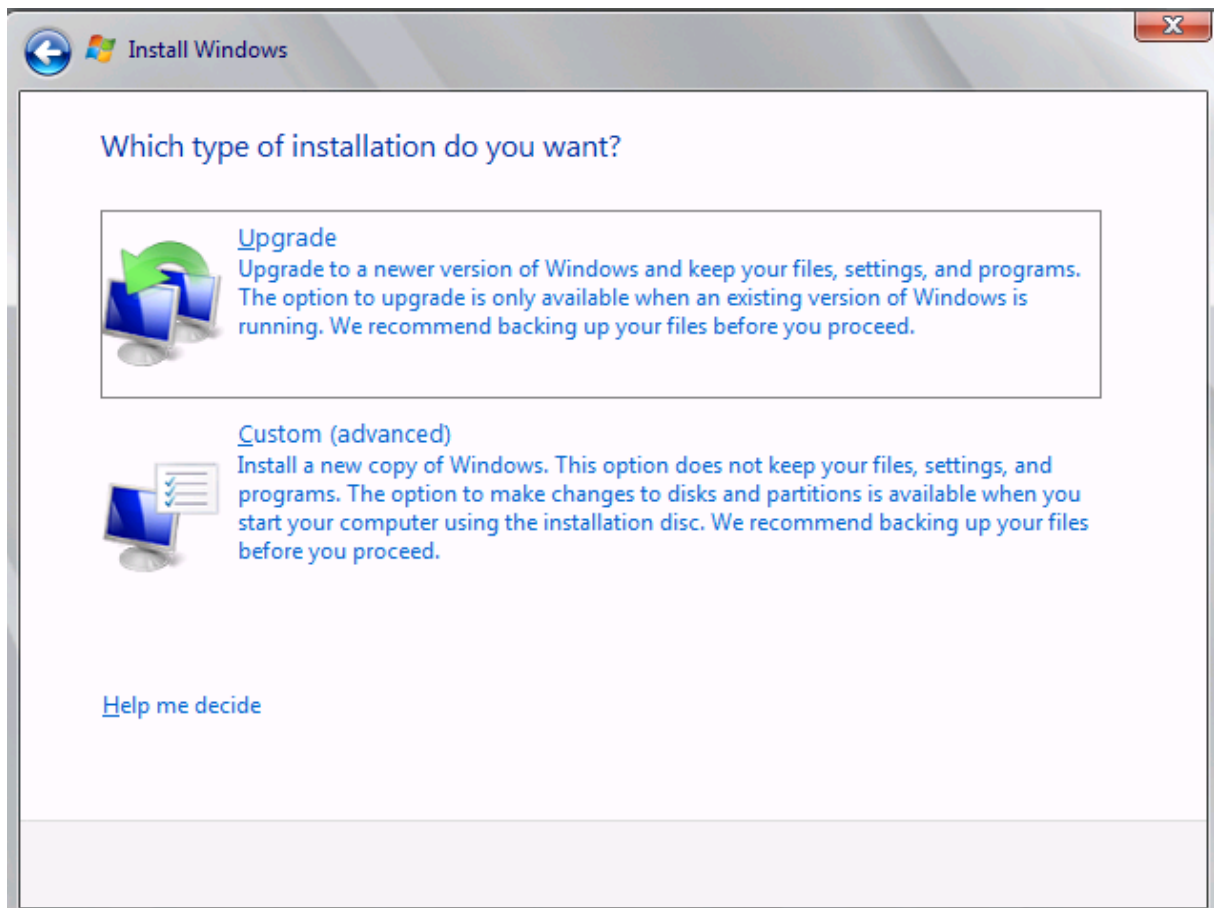 Install Windows
Which type of installation do you want?
Upgrade
Upgrade to a newer version of Windows and keep your files, settings, and programs.
The option to upgrade is only available when an existing version of Windows is
running. We recommend backing up your files before you proceed.
Custom (advanced)
Install a new copy of Windows. This option does not keep your files, settings, and
programs. The option to make changes to disks and partitions is available when you
start your computer using the installation disc. We recommend backing up your files
before you proceed.
Help me decide